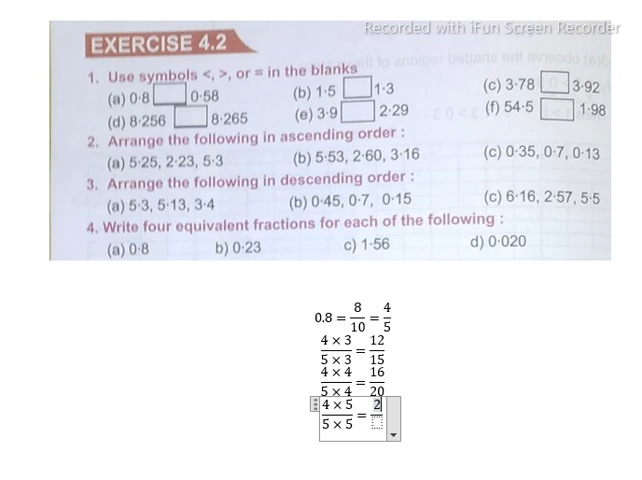 Recorded with iFun Screen Recorder
EXERCISE 4.2
1. Use symbols <, >, or = in the blanks
(a) 0·8 0·58 (b) 1·5 1·3 (c) 3·78 3·92
(d) 8·256 8·265 (e) 3·9 2·29 (f) 54·5 1·98
2. Arrange the following in ascending order :
(a) 5·25, 2·23, 5·3 (b) 5·53, 2·60, 3·16 (c) 0·35, 0·7, 0·13
3. Arrange the following in descending order :
(a) 5·3, 5·13, 3·4 (b) 0·45, 0·7, 0·15 (c) 6·16, 2·57, 5·5
4. Write four equivalent fractions for each of the following :
(a) 0·8 b) 0·23 c) 1·56 d) 0·020
0.8 = 8/10 = 4/5
4 × 3 / 5 × 3 = 12/15
4 × 4 / 5 × 4 = 16/20
4 × 5 / 5 × 5 = 2/